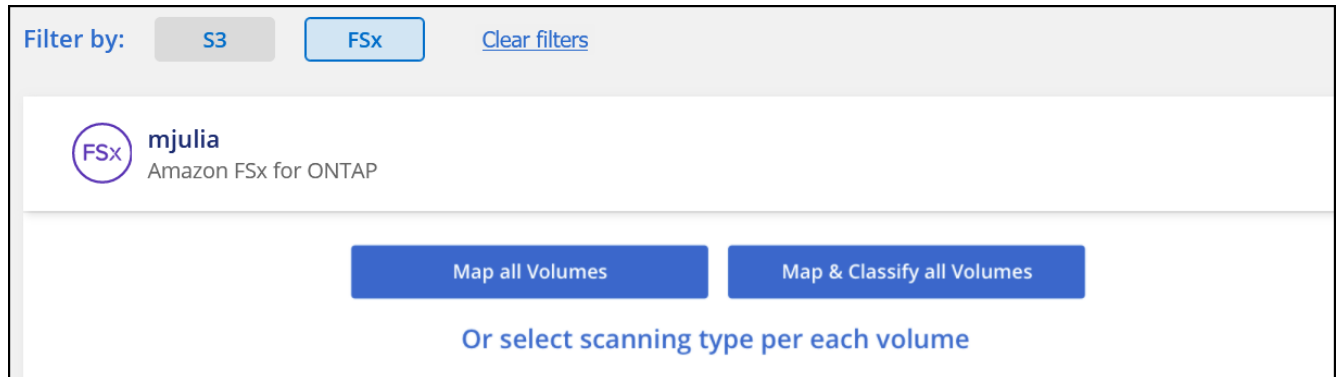 Filter by: S3 FSx Clear filters
FSx mjulia
Amazon FSx for ONTAP
Map all Volumes Map & Classify all Volumes
Or select scanning type per each volume